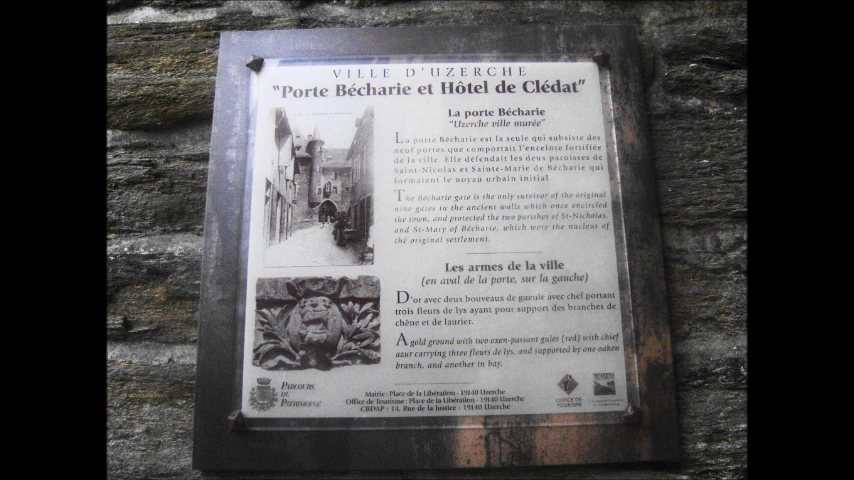 VILLE D'UZERCHE
"Porte Bécharie et Hôtel de Clédat"
La porte Bécharie
"Uzerche ville murée"
La porte Bécharie est la seule qui subsiste des
neuf portes que comportait l'enceinte fortifiée
de la ville. Elle défendait les deux paroisses de
Saint-Nicolas et Sainte-Marie de Bécharie qui
formaient le noyau urbain initial
The Bécharie gate is the only survivor of the original
nine gates in the ancient walls which once encircled
the town, and protected the two parishes of St-Nicholas,
and St-Mary of Bécharie, which were the nucleus of
the original settlement.
Les armes de la ville
(en aval de la porte, sur la gauche)
D'or avec deux bouveaux de gueule avec chef portant
trois fleurs de lys ayant pour support des branches de
chêne et de laurier.
A gold ground with two oxen-passant gules (red) with chief
azur carrying three fleurs de lys, and supported by one oaken
branch, and another in bay.
PARCOURS
DU
PATRIMOINE
Mairie : Place de la Libération - 19140 Uzerche
Office de Tourisme : Place de la Libération - 19140 Uzerche
CRDAP : 14, Rue de la Justice - 19140 Uzerche
OFFICE DE
TOURISME